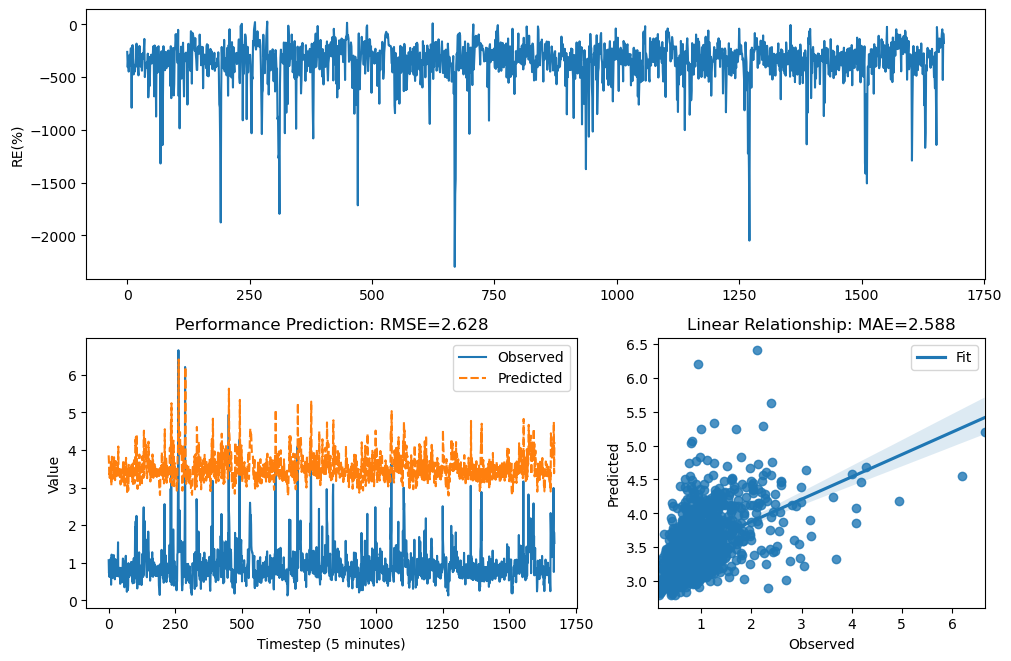 0
−500
−1000
−1500
−2000
RE(%)
0 250 500 750 1000 1250 1500 1750
Performance Prediction: RMSE=2.628
Observed
Predicted
6
5
4
3
2
1
0
Value
0 250 500 750 1000 1250 1500 1750
Timestep (5 minutes)
Linear Relationship: MAE=2.588
Fit
6.5
6.0
5.5
5.0
4.5
4.0
3.5
3.0
Predicted
1 2 3 4 5 6
Observed